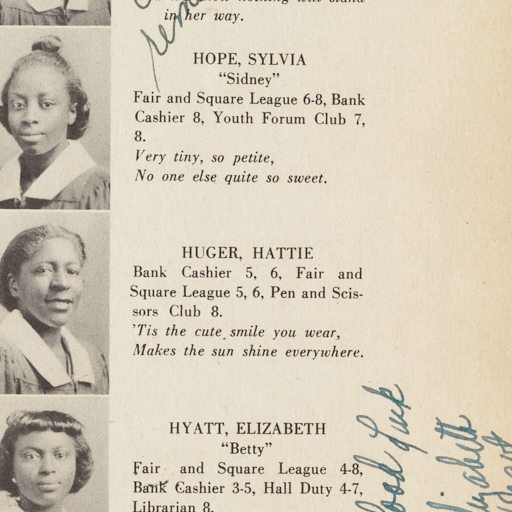 in her way.
HOPE, SYLVIA
"Sidney"
Fair and Square League 6-8, Bank
Cashier 8, Youth Forum Club 7,
8.
Very tiny, so petite,
No one else quite so sweet.
HUGER, HATTIE
Bank Cashier 5, 6, Fair and
Square League 5, 6, Pen and Scis-
sors Club 8.
'Tis the cute smile you wear,
Makes the sun shine everywhere.
HYATT, ELIZABETH
"Betty"
Fair and Square League 4-8,
Bank Cashier 3-5, Hall Duty 4-7,
Librarian 8.
Good Luck
Elizabeth